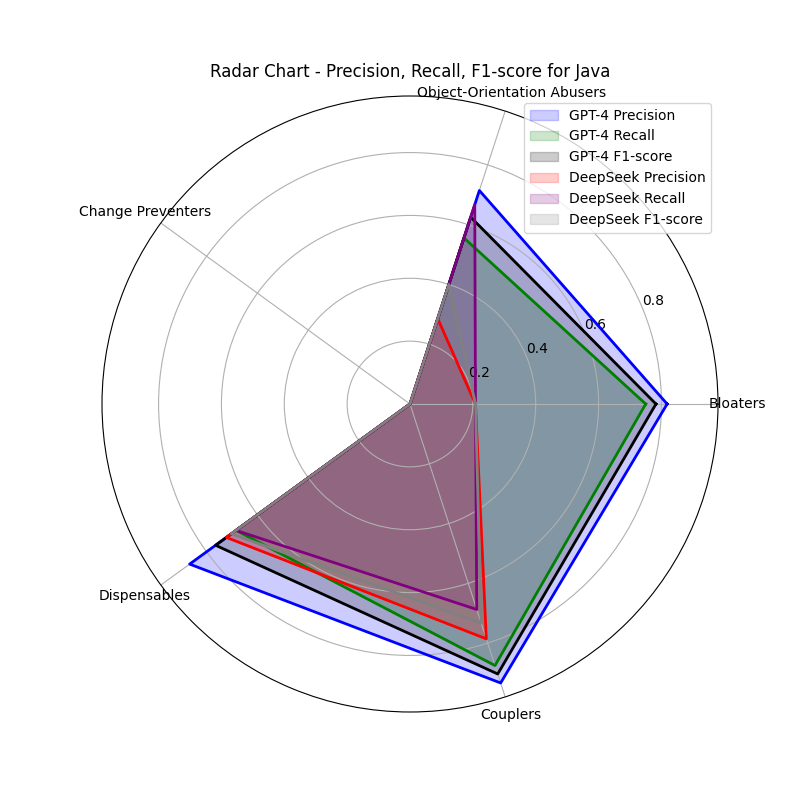 Radar Chart - Precision, Recall, F1-score for Java
Object-Orientation Abusers
GPT-4 Precision
GPT-4 Recall
GPT-4 F1-score
DeepSeek Precision
DeepSeek Recall
DeepSeek F1-score
Change Preventers
0.8
0.6
0.4
0.2
Bloaters
Dispensables
Couplers